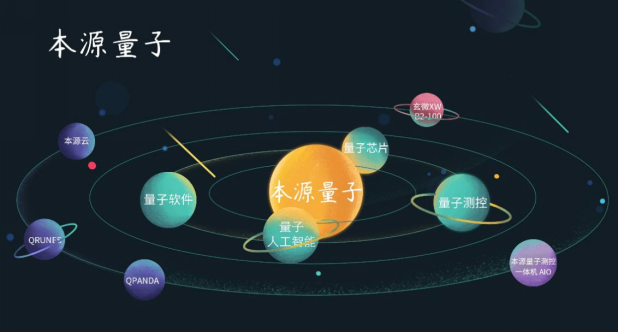 本源量子
玄微XW
B2-100
本源云
量子芯片
本源量子
量子软件
量子测控
量子
人工智能
QRUNES
本源量子测控
一体机 AIO
QPANDA